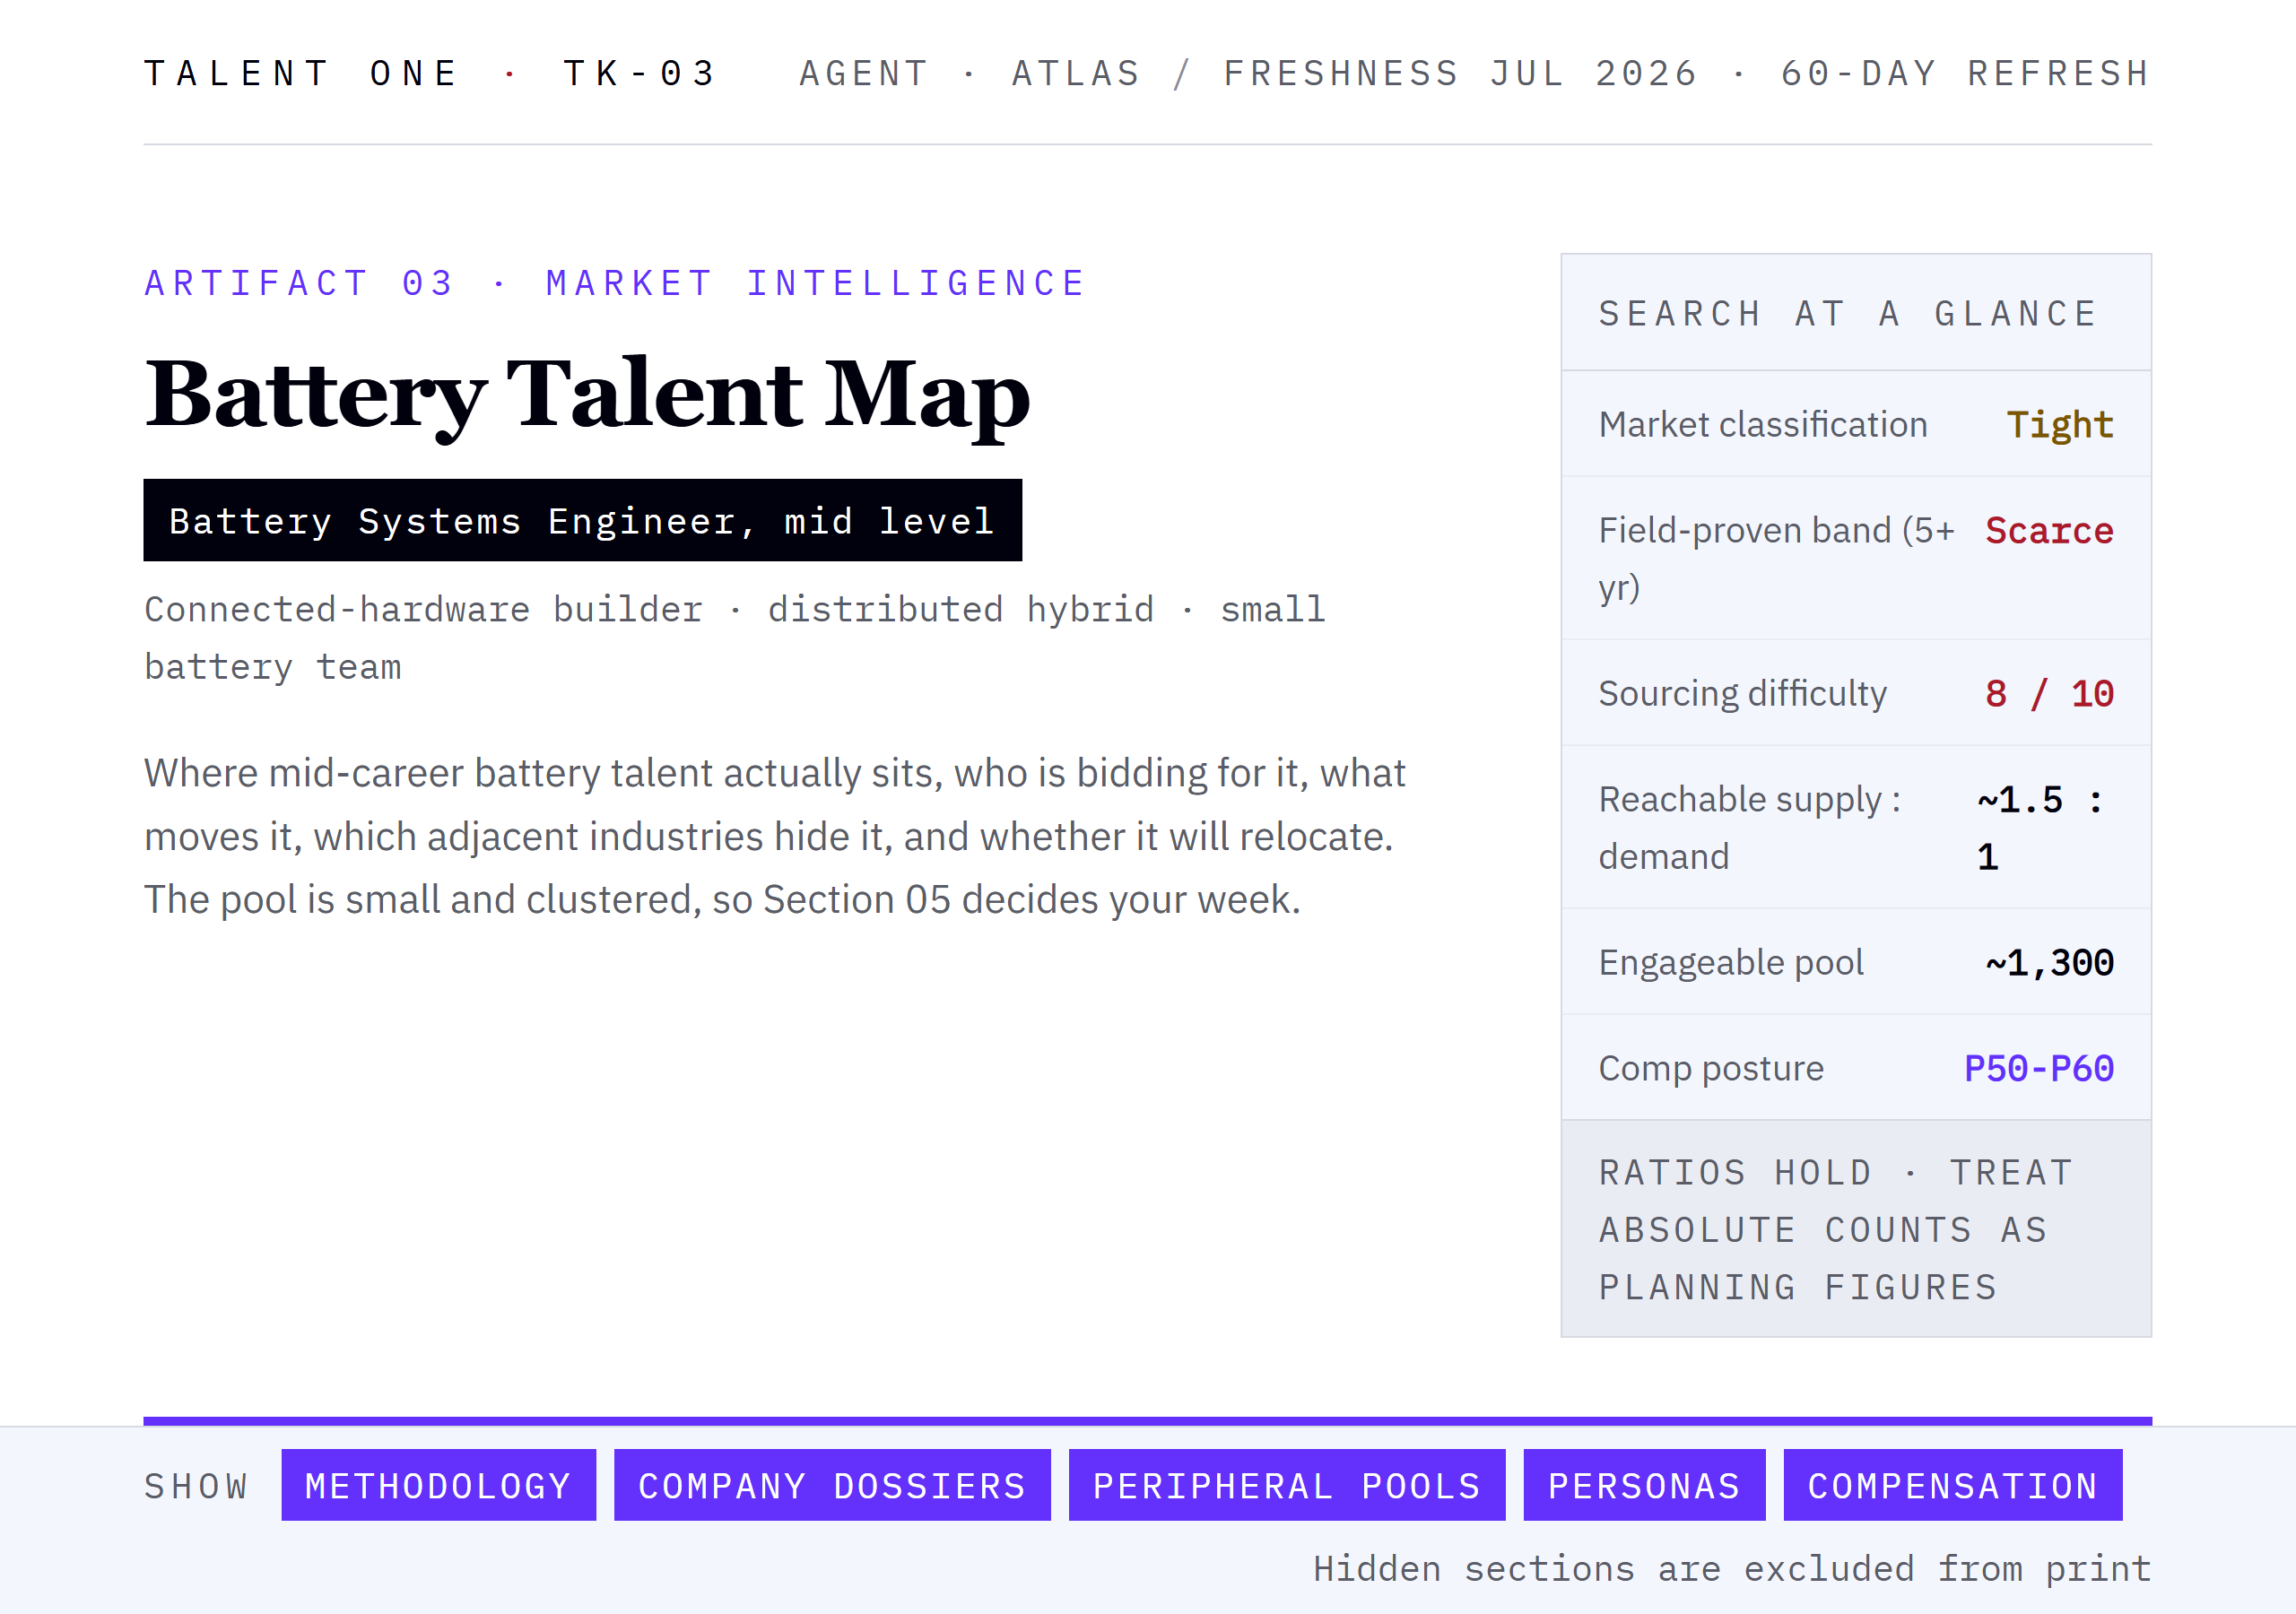 TALENT ONE · TK-03 AGENT · ATLAS / FRESHNESS JUL 2026 · 60-DAY REFRESH
ARTIFACT 03 · MARKET INTELLIGENCE
Battery Talent Map
Battery Systems Engineer, mid level
Connected-hardware builder · distributed hybrid · small
battery team
Where mid-career battery talent actually sits, who is bidding for it, what
moves it, which adjacent industries hide it, and whether it will relocate.
The pool is small and clustered, so Section 05 decides your week.
SEARCH AT A GLANCE
Market classification Tight
Field-proven band (5+ Scarce
yr)
Sourcing difficulty 8 / 10
Reachable supply : ~1.5 :
demand 1
Engageable pool ~1,300
Comp posture P50-P60
RATIOS HOLD · TREAT
ABSOLUTE COUNTS AS
PLANNING FIGURES
SHOW METHODOLOGY COMPANY DOSSIERS PERIPHERAL POOLS PERSONAS COMPENSATION
Hidden sections are excluded from print